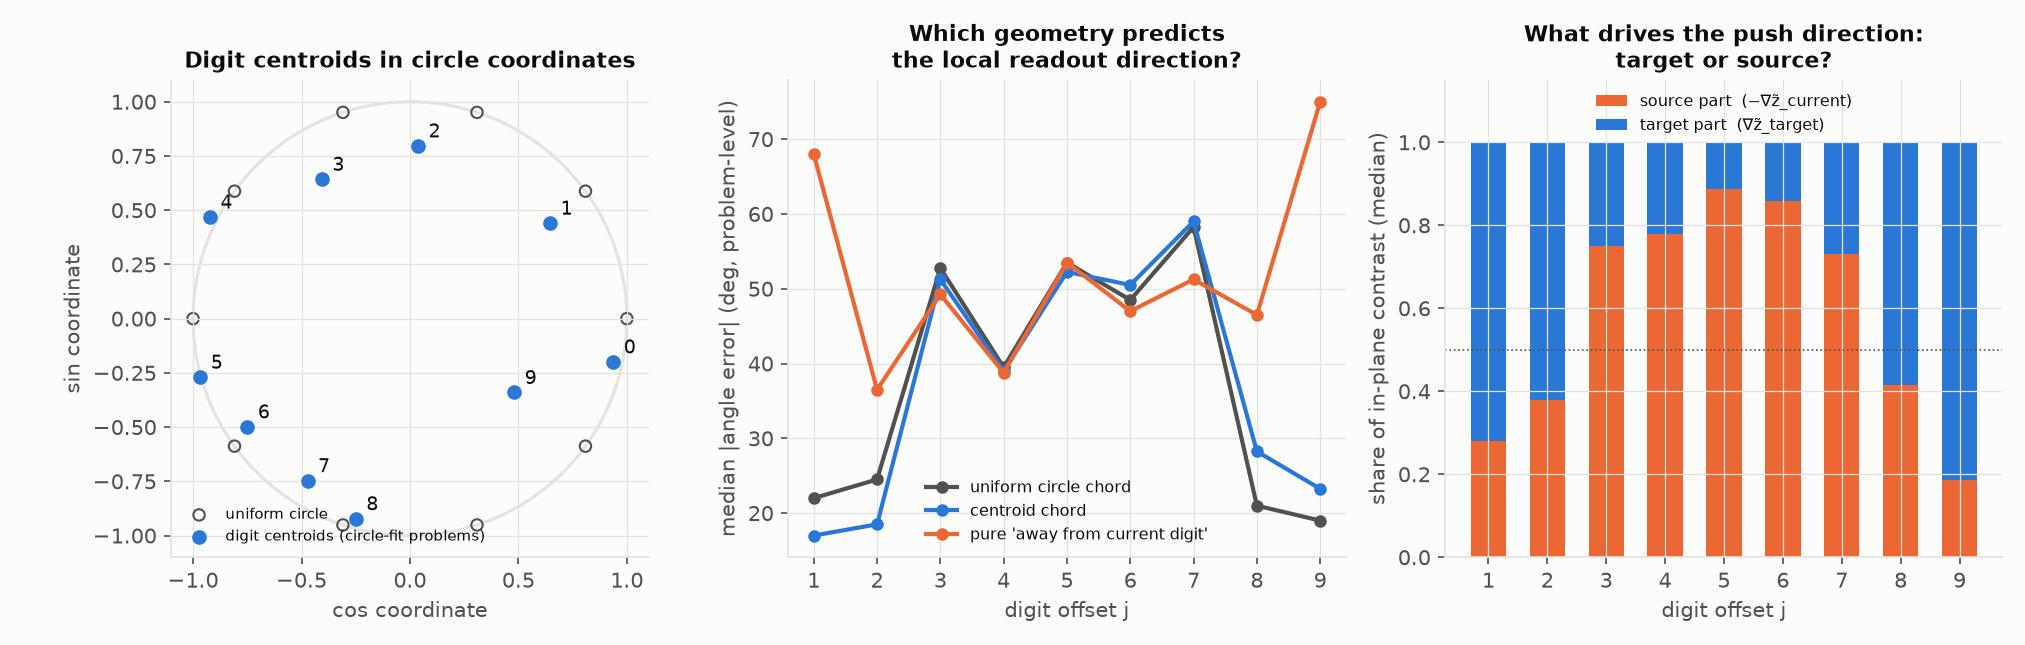 Digit centroids in circle coordinates
1.00
0.75
0.50
0.25
0.00
−0.25
−0.50
−0.75
−1.00
sin coordinate
2
3
1
4
0
5
9
6
7
8
uniform circle
digit centroids (circle-fit problems)
−1.0
−0.5
0.0
0.5
1.0
cos coordinate
Which geometry predicts
the local readout direction?
median |angle error| (deg, problem-level)
70
60
50
40
30
20
uniform circle chord
centroid chord
pure 'away from current digit'
1 2 3 4 5 6 7 8 9
digit offset j
What drives the push direction:
target or source?
source part (−∇z̃_current)
target part (∇z̃_target)
share of in-plane contrast (median)
1.0
0.8
0.6
0.4
0.2
0.0
1 2 3 4 5 6 7 8 9
digit offset j